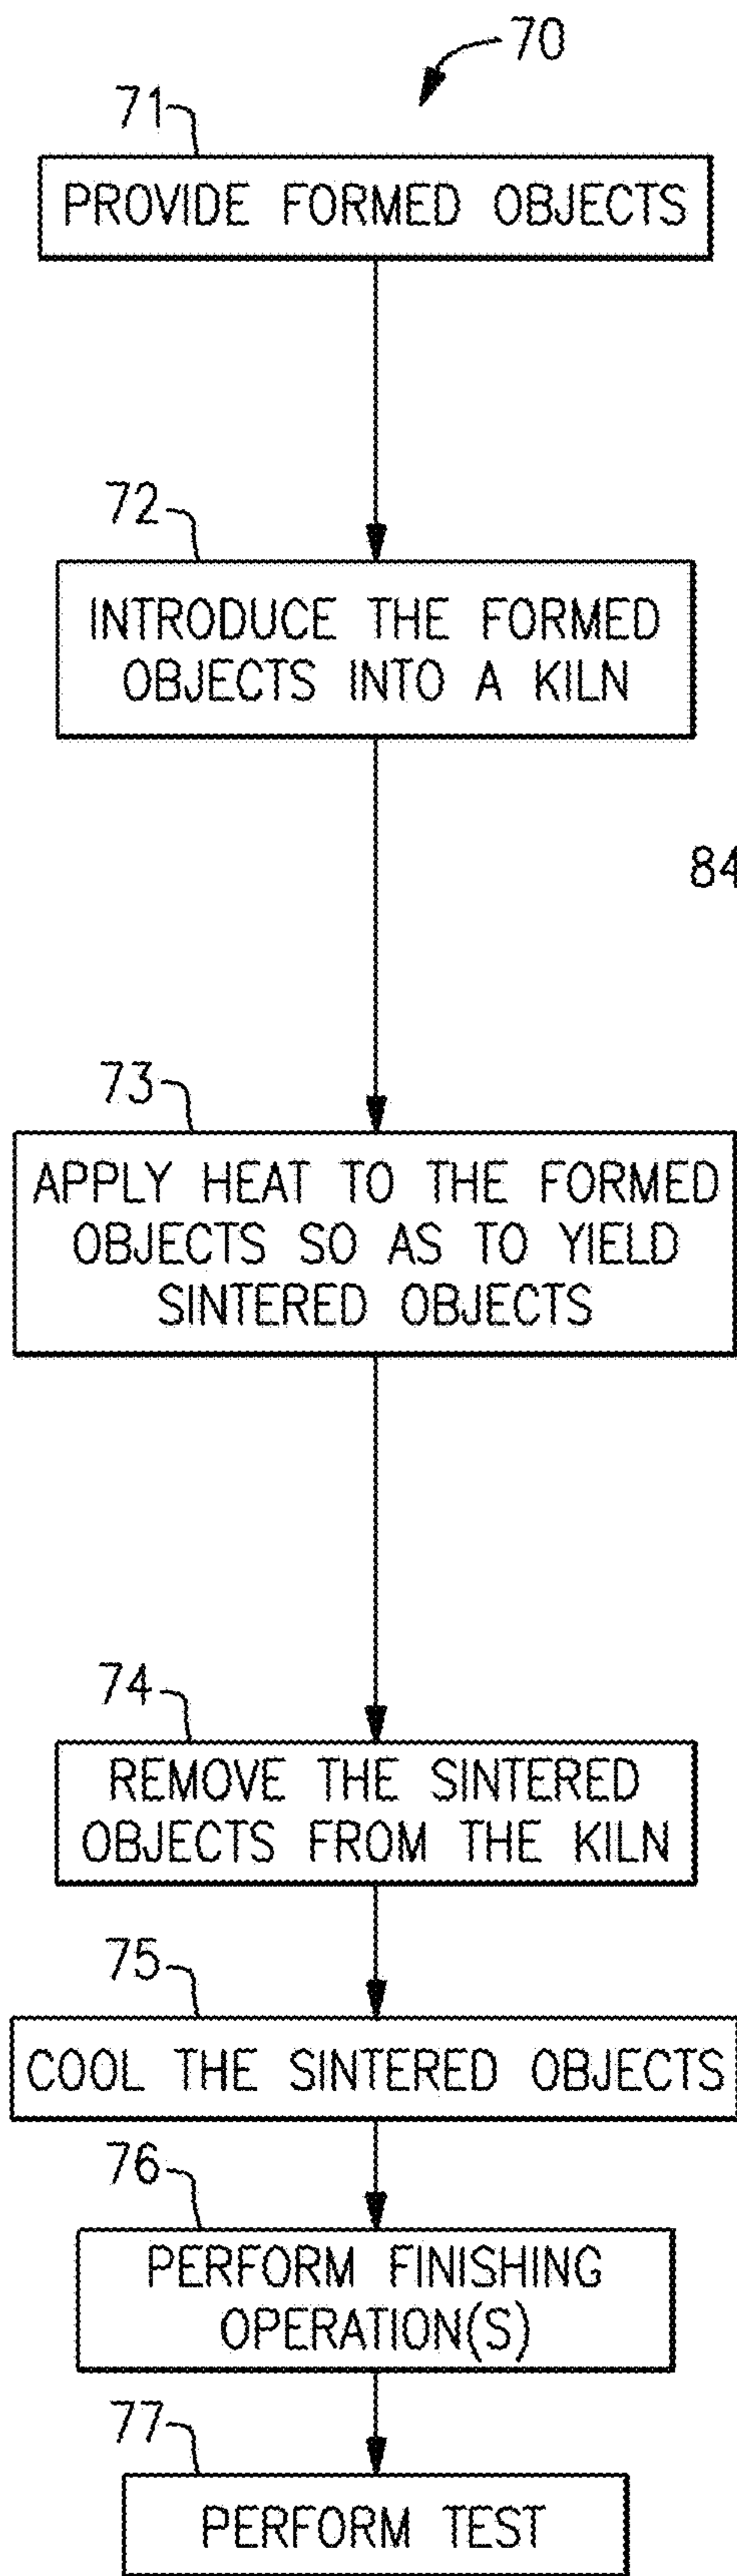 70
71
PROVIDE FORMED OBJECTS
72
INTRODUCE THE FORMED
OBJECTS INTO A KILN
84
73
APPLY HEAT TO THE FORMED
OBJECTS SO AS TO YIELD
SINTERED OBJECTS
74
REMOVE THE SINTERED
OBJECTS FROM THE KILN
75
COOL THE SINTERED OBJECTS
76
PERFORM FINISHING
OPERATION(S)
77
PERFORM TEST